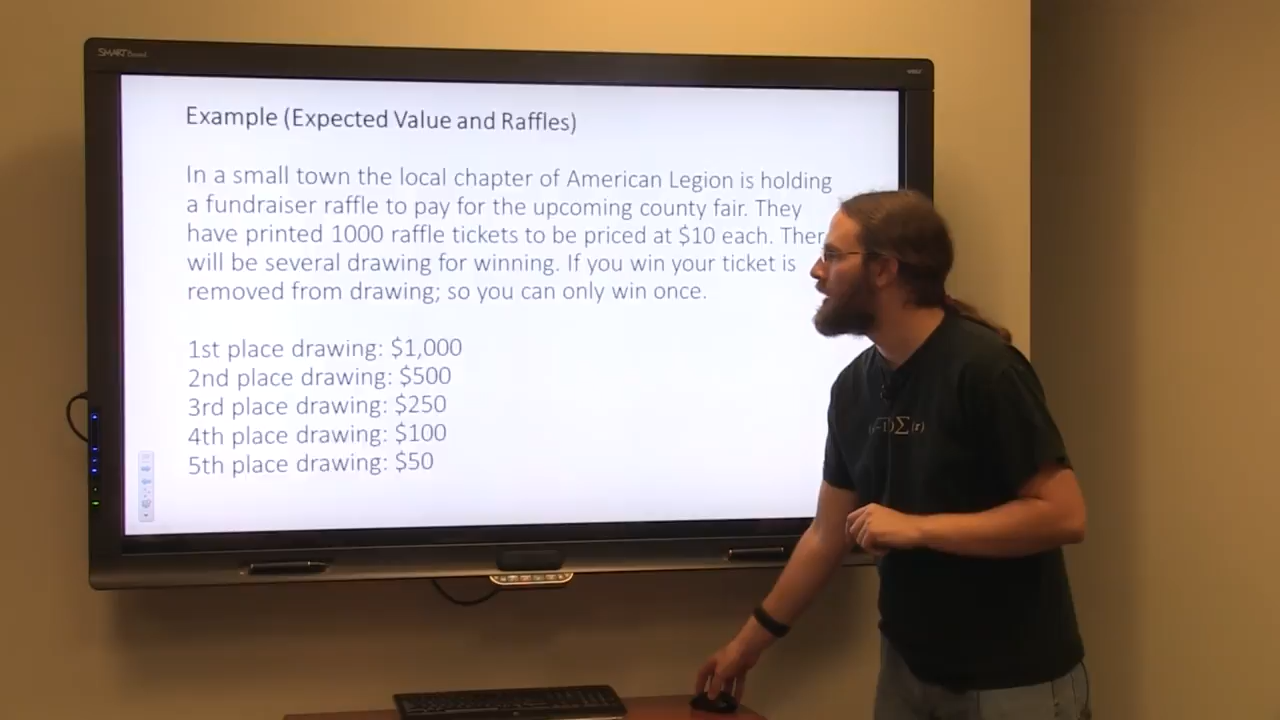 SMART Board
Example (Expected Value and Raffles)
In a small town the local chapter of American Legion is holding
a fundraiser raffle to pay for the upcoming county fair. They
have printed 1000 raffle tickets to be priced at $10 each. Ther
will be several drawing for winning. If you win your ticket is
removed from drawing; so you can only win once.
1st place drawing: $1,000
2nd place drawing: $500
3rd place drawing: $250
4th place drawing: $100
5th place drawing: $50